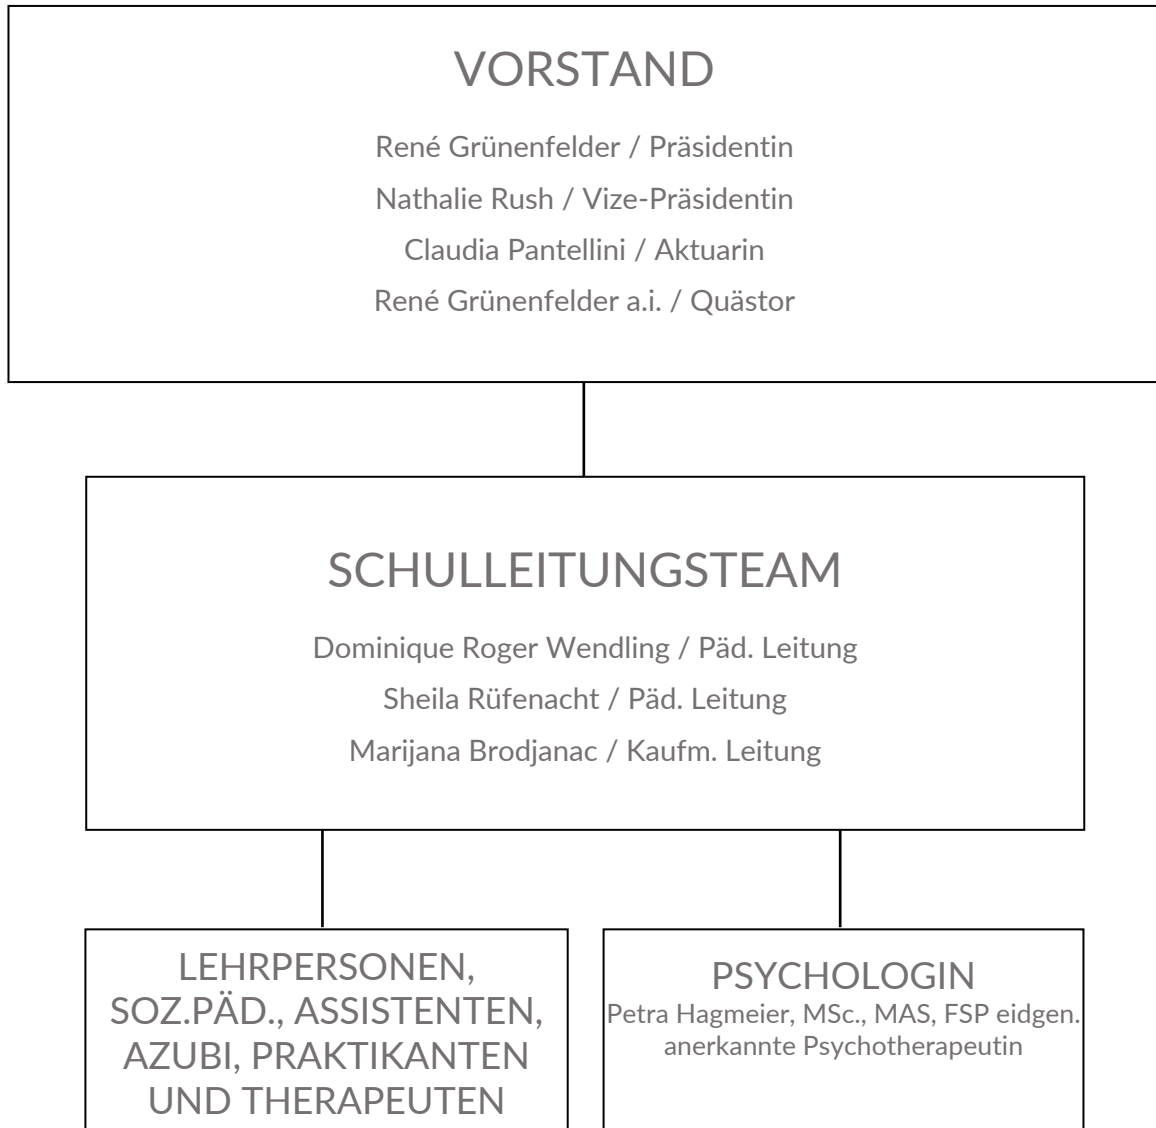 VORSTAND
René Grünenfelder / Präsidentin
Nathalie Rush / Vize-Präsidentin
Claudia Pantellini / Aktuarin
René Grünenfelder a.i. / Quästor
SCHULLEITUNGSTEAM
Dominique Roger Wendling / Päd. Leitung
Sheila Rüfenacht / Päd. Leitung
Marijana Brodjanac / Kaufm. Leitung
LEHRPERSONEN,
SOZ.PÄD., ASSISTENTEN,
AZUBI, PRAKTIKANTEN
UND THERAPEUTEN
PSYCHOLOGIN
Petra Hagmeier, MSc., MAS, FSP eidgen.
anerkannte Psychotherapeutin